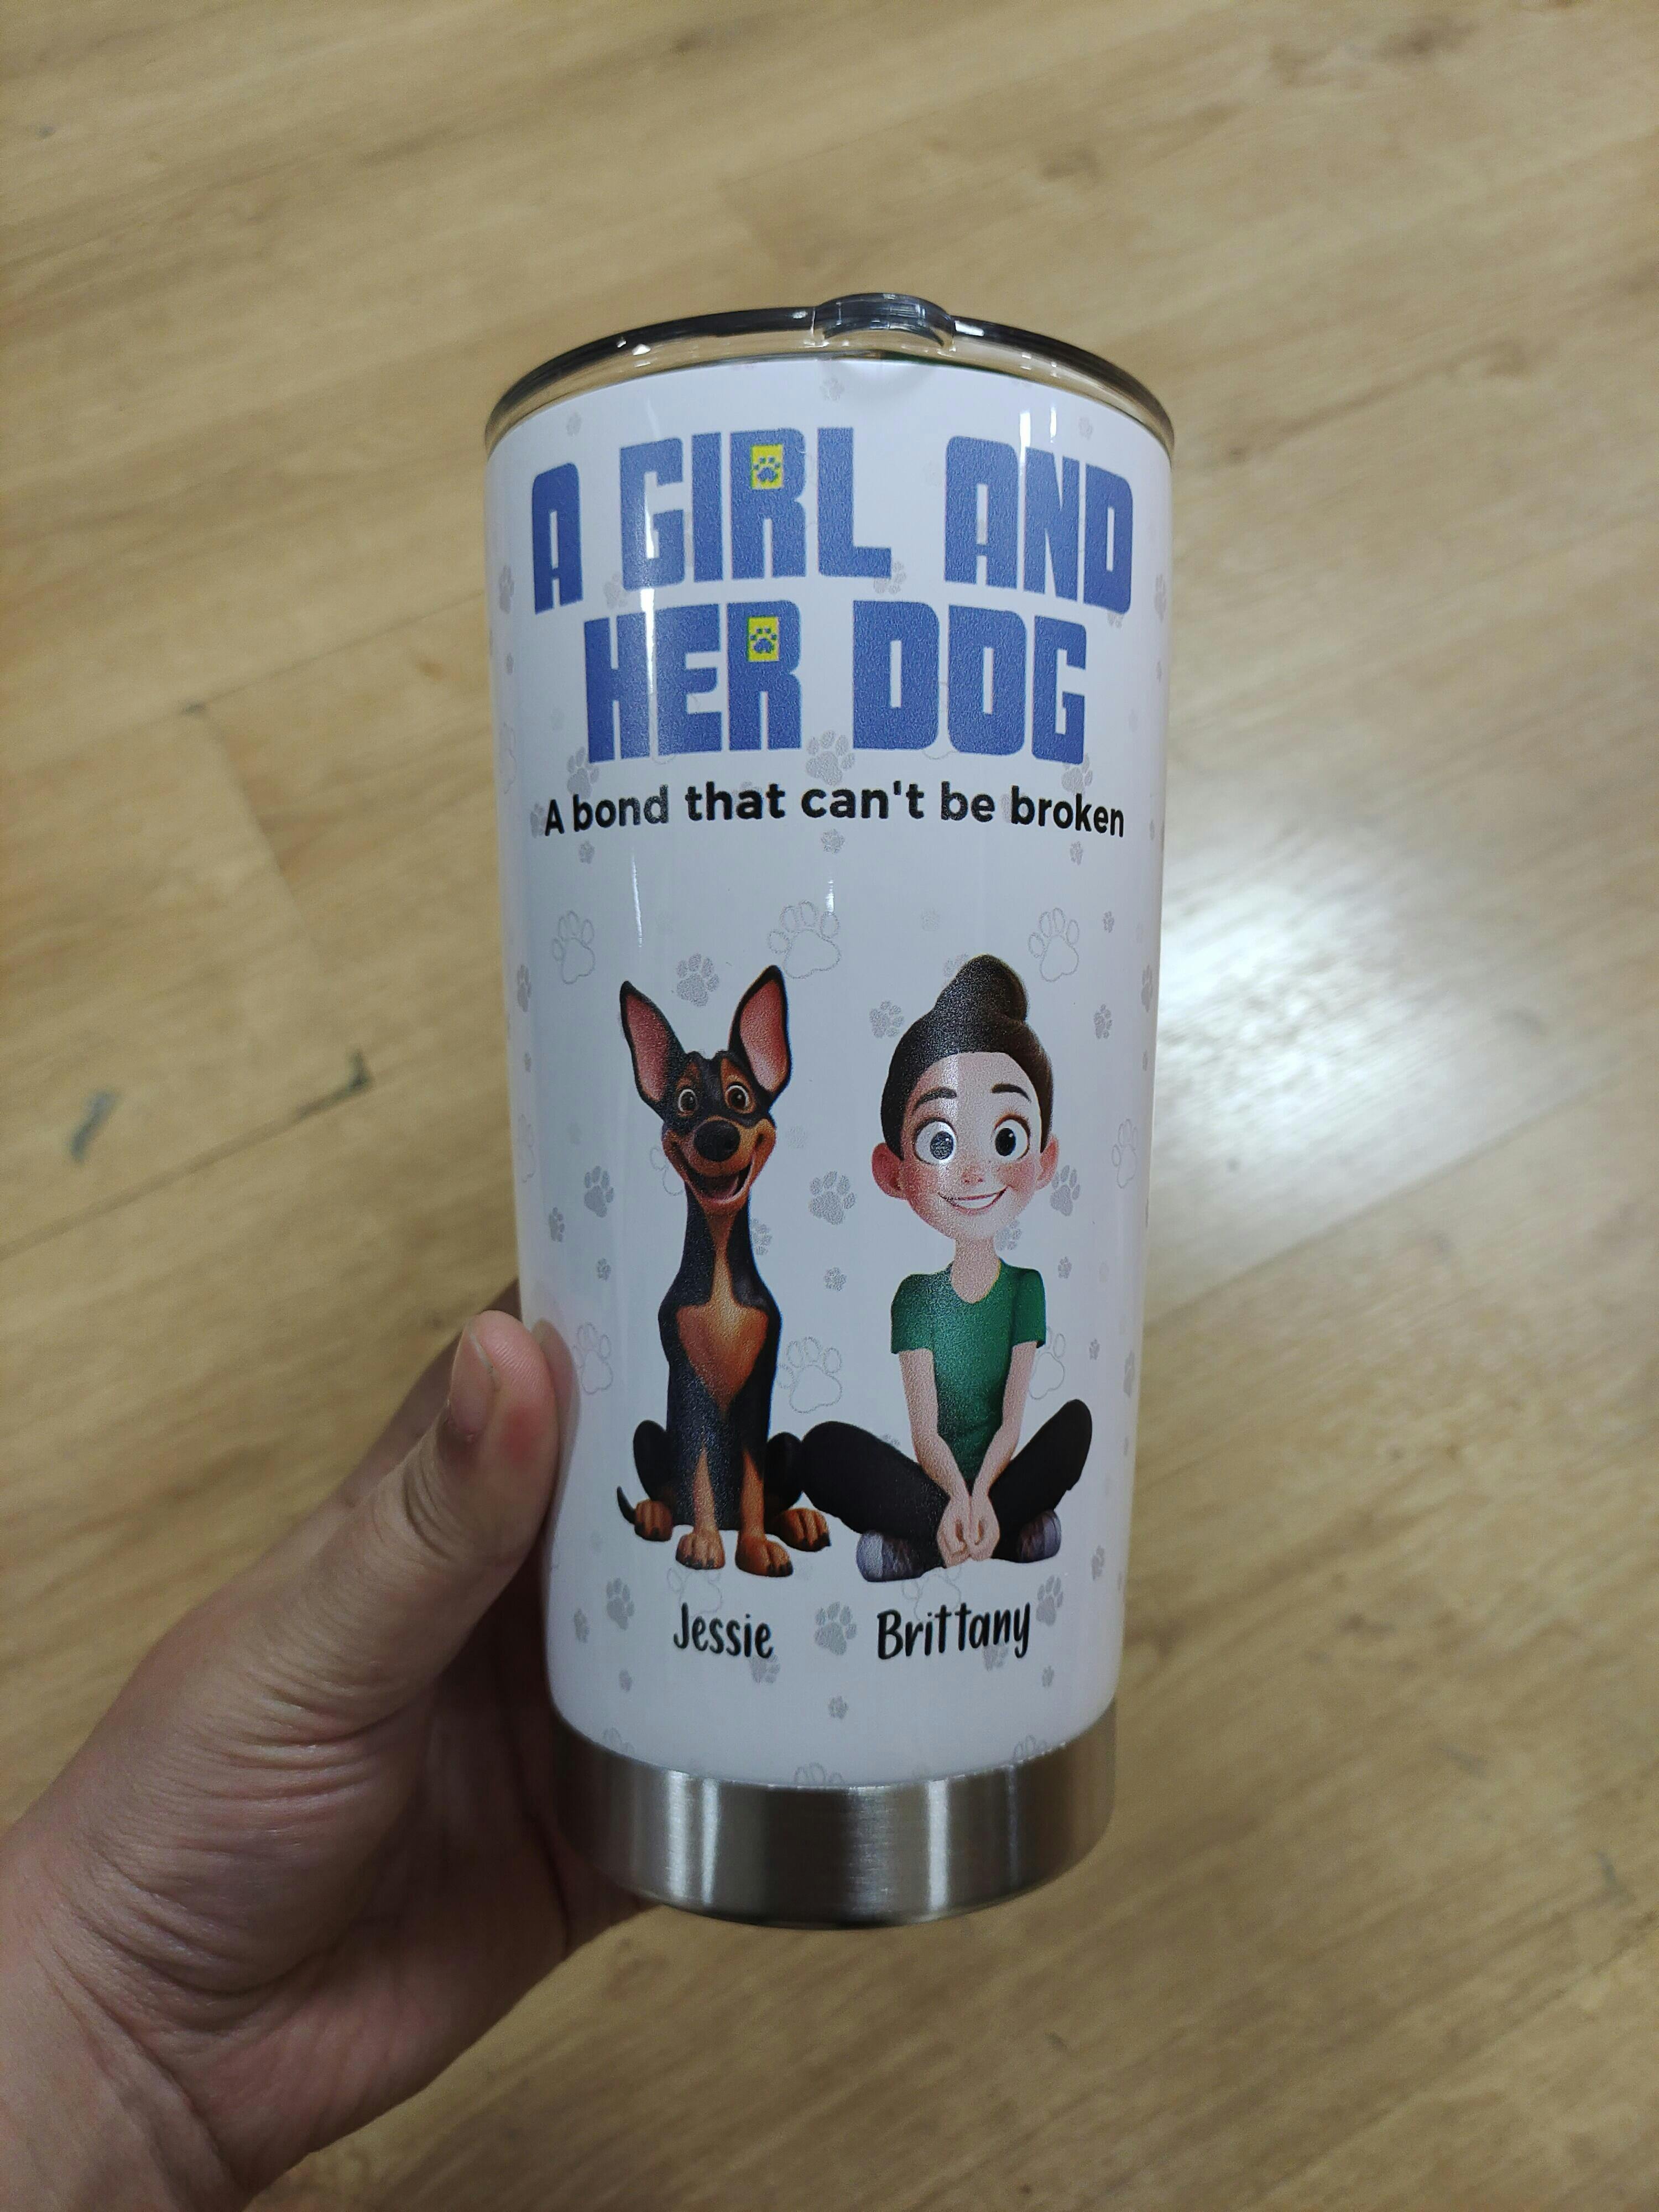 A GIRL AND
HER DOG
A bond that can't be broken
Jessie Brittany